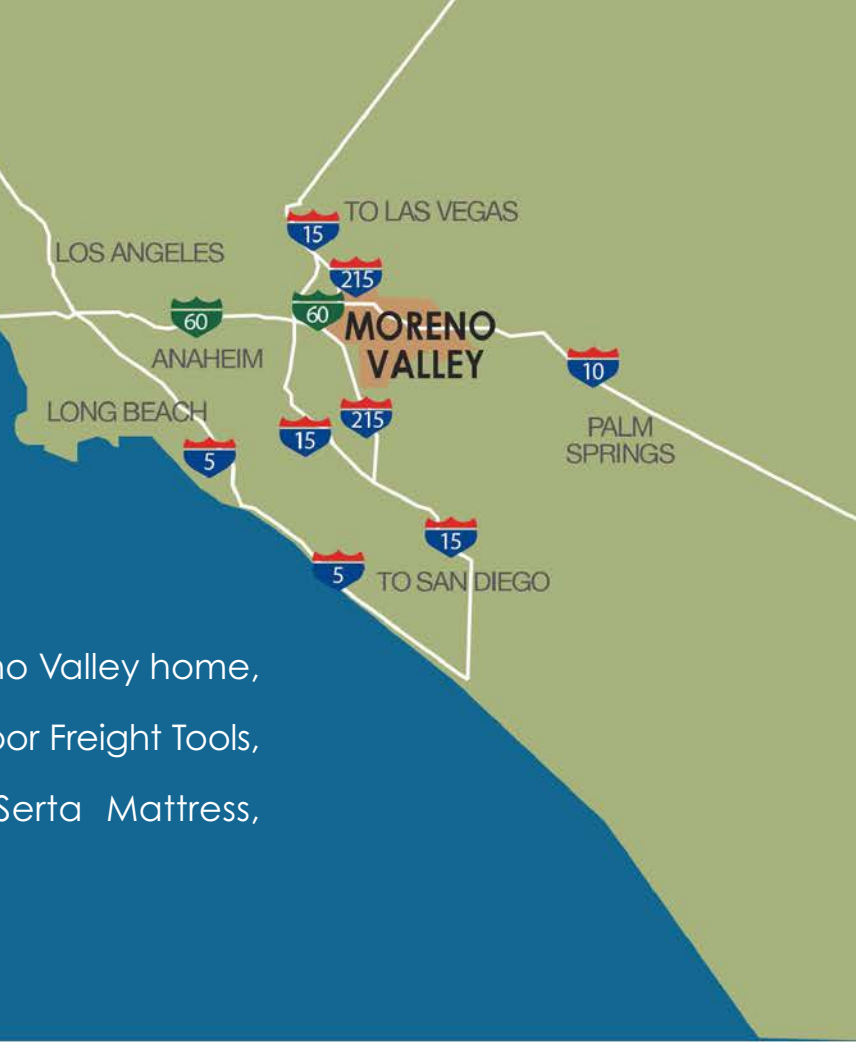 TO LAS VEGAS
15
LOS ANGELES
215
60
60
MORENO
VALLEY
ANAHEIM
10
LONG BEACH
215
15
PALM
SPRINGS
5
15
5
TO SAN DIEGO
Valley home,
Freight Tools,
Serta Mattress,